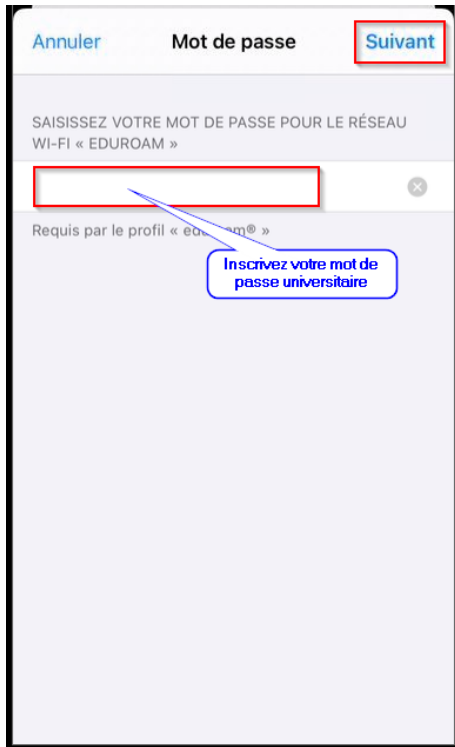 Annuler Mot de passe Suivant
SAISISSEZ VOTRE MOT DE PASSE POUR LE RÉSEAU
WI-FI « EDUROAM »
Requis par le profil « eduroam® »
Inscrivez votre mot de
passe universitaire